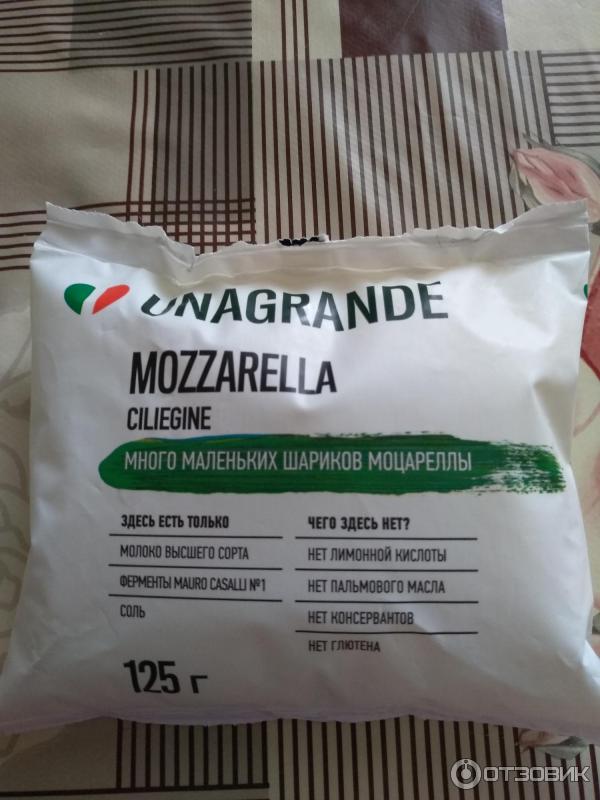 UNAGRANDE
MOZZARELLA
CILIEGINE
МНОГО МАЛЕНЬКИХ ШАРИКОВ МОЦАРЕЛЛЫ
ЗДЕСЬ ЕСТЬ ТОЛЬКО
МОЛОКО ВЫСШЕГО СОРТА
ФЕРМЕНТЫ MAURO CASALLI №1
СОЛЬ
ЧЕГО ЗДЕСЬ НЕТ?
НЕТ ЛИМОННОЙ КИСЛОТЫ
НЕТ ПАЛЬМОВОГО МАСЛА
НЕТ КОНСЕРВАНТОВ
НЕТ ГЛЮТЕНА
125 г
ОТЗОВИК